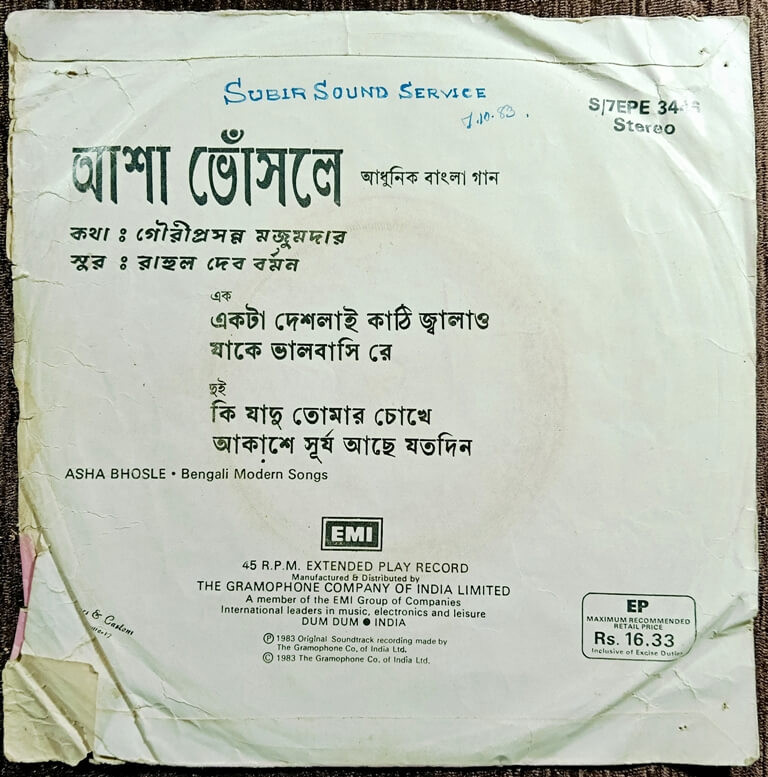 SUBIR SOUND SERVICE
7.10.83.
S/7EPE
Stereo
আশা ভোঁসলে
আধুনিক বাংলা গান
কথা : গৌরীপ্রসন্ন মজুমদার
সুর : রাহুল দেব বর্মন
এক
একটা দেশলাই কাঠি জ্বালাও
যাকে ভালবাসি রে
দুই
কি যাদু তোমার চোখে
আকাশে সূর্য আছে যতদিন
ASHA BHOSLE • Bengali Modern Songs
EMI
45 R.P.M. EXTENDED PLAY RECORD
Manufactured & Distributed by
THE GRAMOPHONE COMPANY OF INDIA LIMITED
A member of the EMI Group of Companies
International leaders in music, electronics and leisure
DUM DUM ● INDIA
Ⓟ 1983 Original Soundtrack recording made by
The Gramophone Co. of India Ltd.
© 1983 The Gramophone Co. of India Ltd.
EP
MAXIMUM RECOMMENDED
RETAIL PRICE
Rs. 16.33
Inclusive of Excise Duties
& Custom